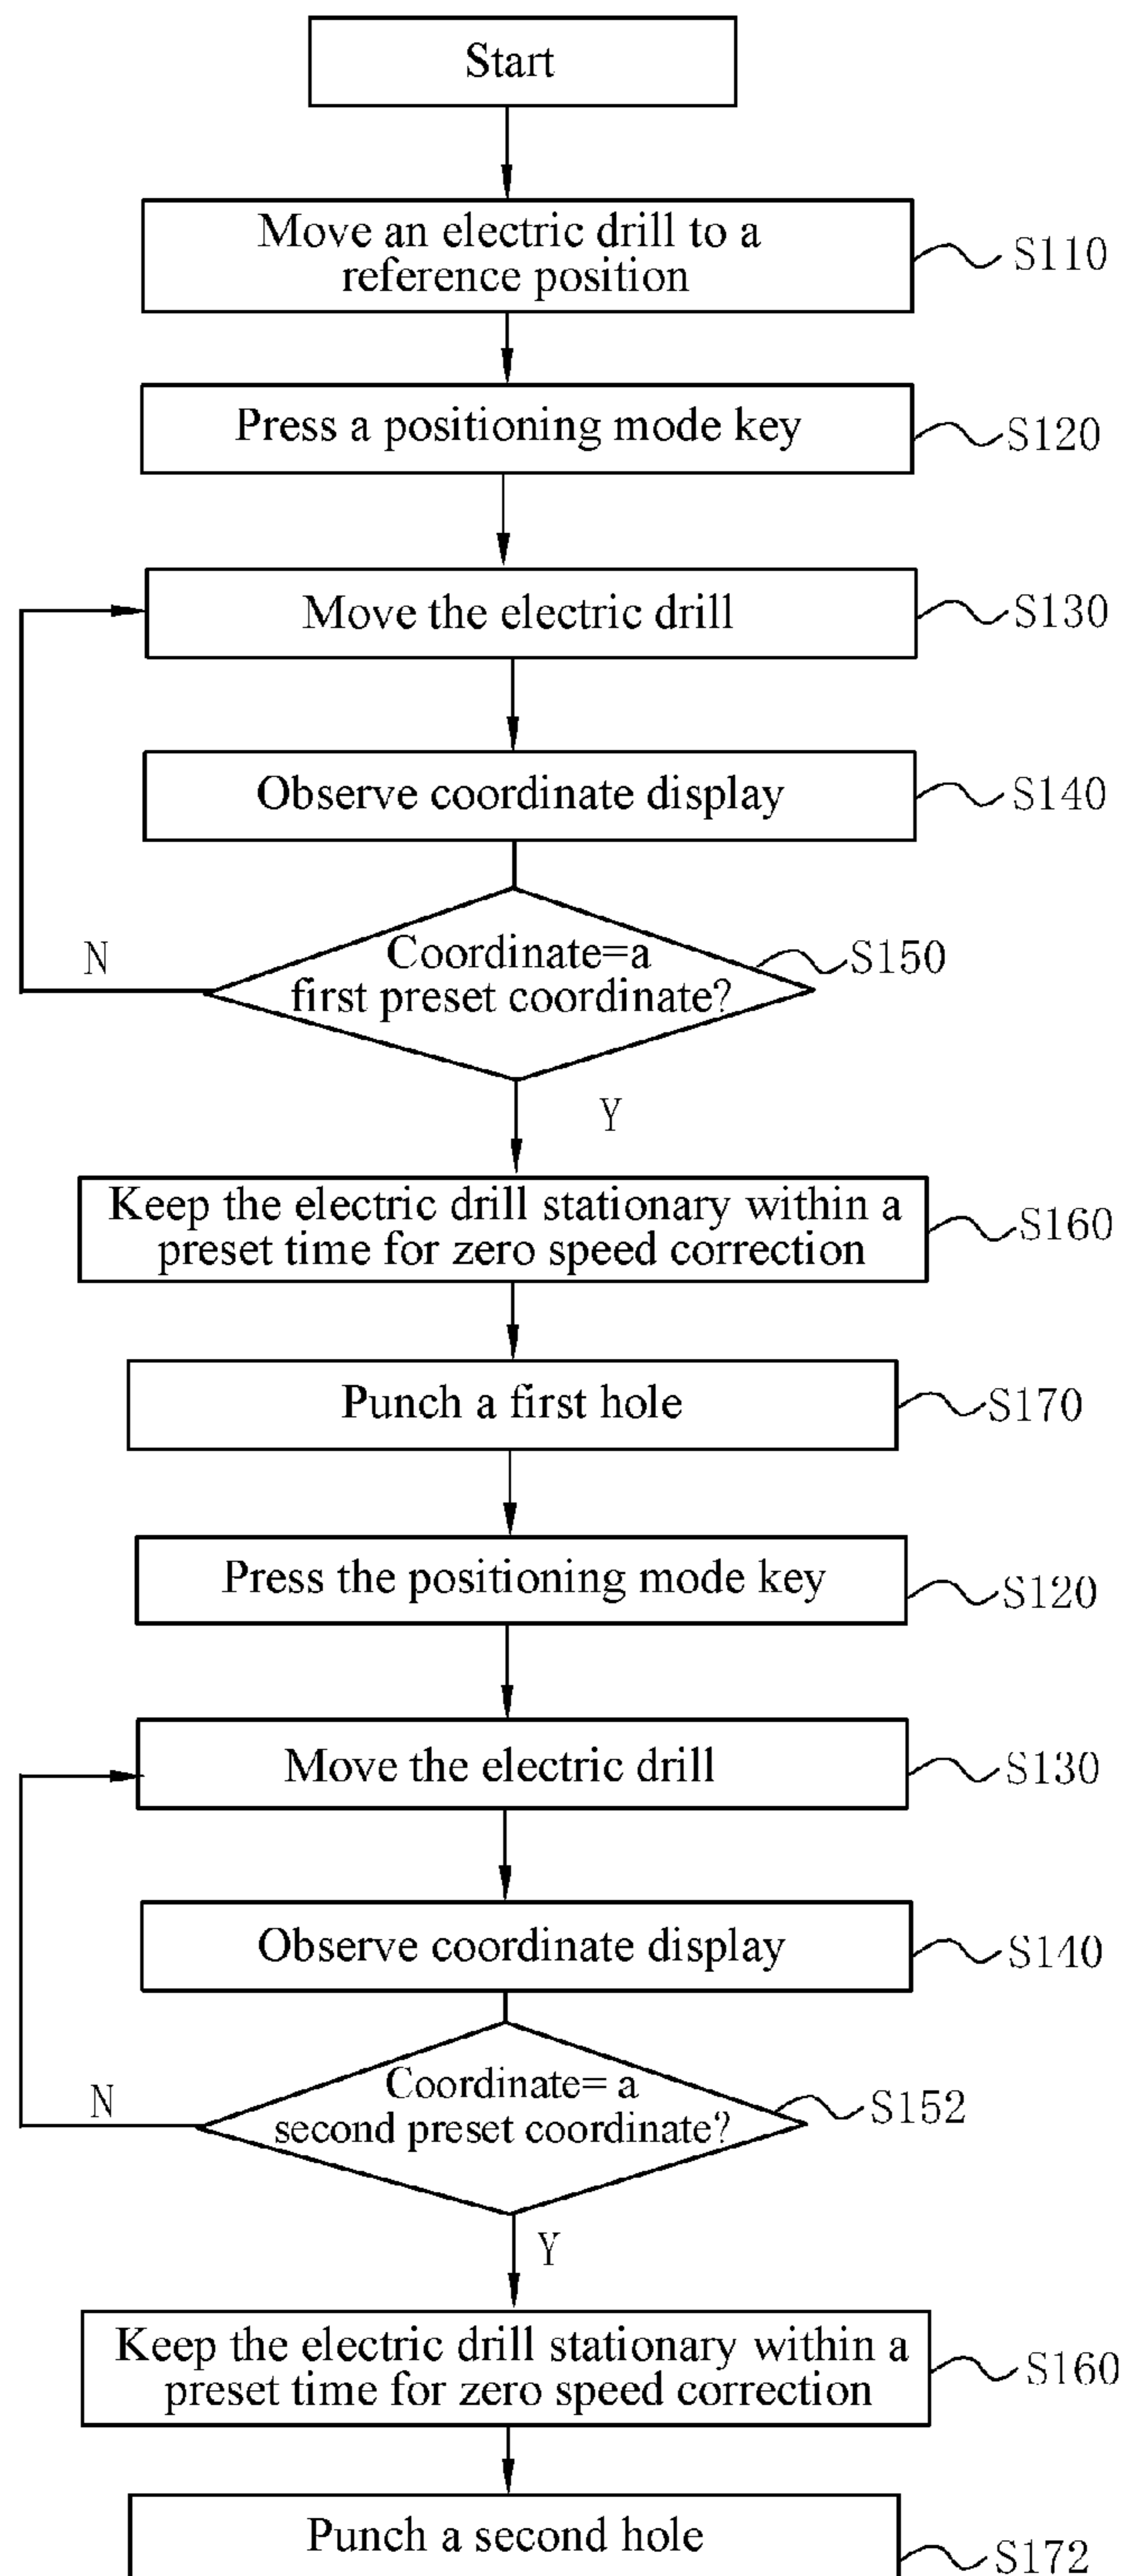 Start
Move an electric drill to a
reference position
S110
Press a positioning mode key
S120
Move the electric drill
S130
Observe coordinate display
S140
Coordinate=a
first preset coordinate?
S150
N
Y
Keep the electric drill stationary within a
preset time for zero speed correction
S160
Punch a first hole
S170
Press the positioning mode key
S120
Move the electric drill
S130
Observe coordinate display
S140
Coordinate= a
second preset coordinate?
S152
N
Y
Keep the electric drill stationary within a
preset time for zero speed correction
S160
Punch a second hole
S172